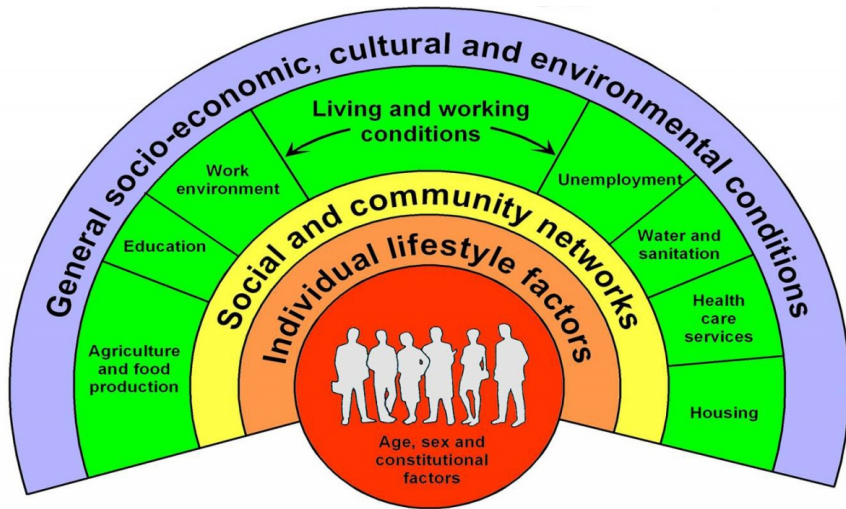 General socio-economic, cultural and environmental conditions
Living and working
conditions
Work
environment
Education
Agriculture
and food
production
Unemployment
Water and
sanitation
Health
care
services
Housing
Social and community networks
Individual lifestyle factors
Age, sex and
constitutional
factors